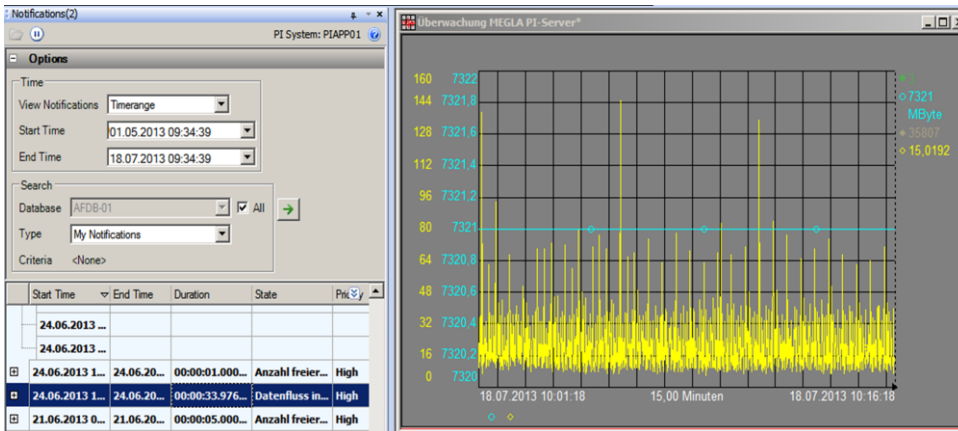 Notifications(2)
PI System: PIAPP01
Options
Time
View Notifications Timerange
Start Time 01.05.2013 09:34:39
End Time 18.07.2013 09:34:39
Search
Database AFDB-01 All
Type My Notifications
Criteria <None>
Start Time End Time Duration State
24.06.2013 ...
24.06.2013 ...
24.06.2013 1... 24.06.20... 00:00:01.000... Anzahl freier... High
24.06.2013 1... 24.06.20... 00:00:33.976... Datenfluss in... High
21.06.2013 0... 21.06.20... 00:00:05.000... Anzahl freier... High
Überwachung MEGLA PI-Server*
160 7322
144 7321,8
128 7321,6
112 7321,4
96 7321,2
80 7321
64 7320,8
48 7320,6
32 7320,4
16 7320,2
0 7320
7321
MByte
35807
15,0192
18.07.2013 10:01:18 15,00 Minuten 18.07.2013 10:16:18